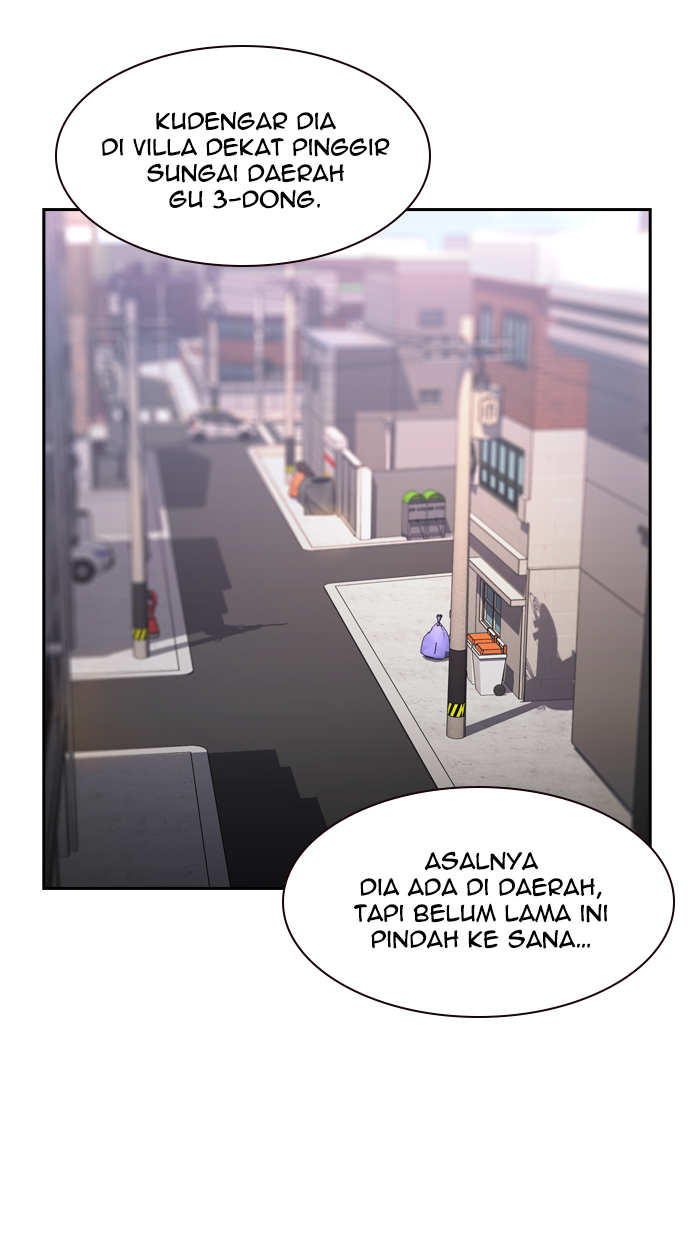 KUDENGAR DIA
DI VILLA DEKAT PINGGIR
SUNGAI DAERAH
GU 3-DONG.
ASALNYA
DIA ADA DI DAERAH,
TAPI BELUM LAMA INI
PINDAH KE SANA...